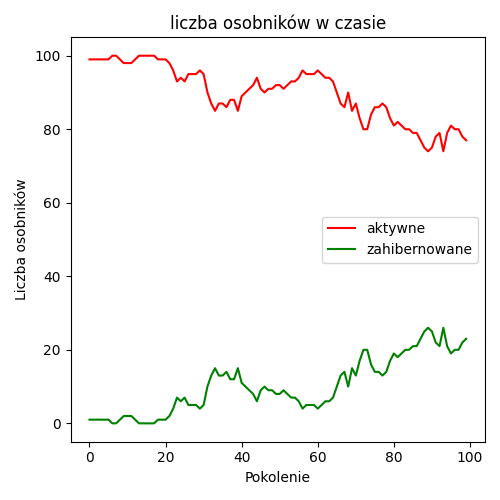 liczba osobników w czasie
Liczba osobników
100
80
60
40
20
0
aktywne
zahibernowane
0 20 40 60 80 100
Pokolenie